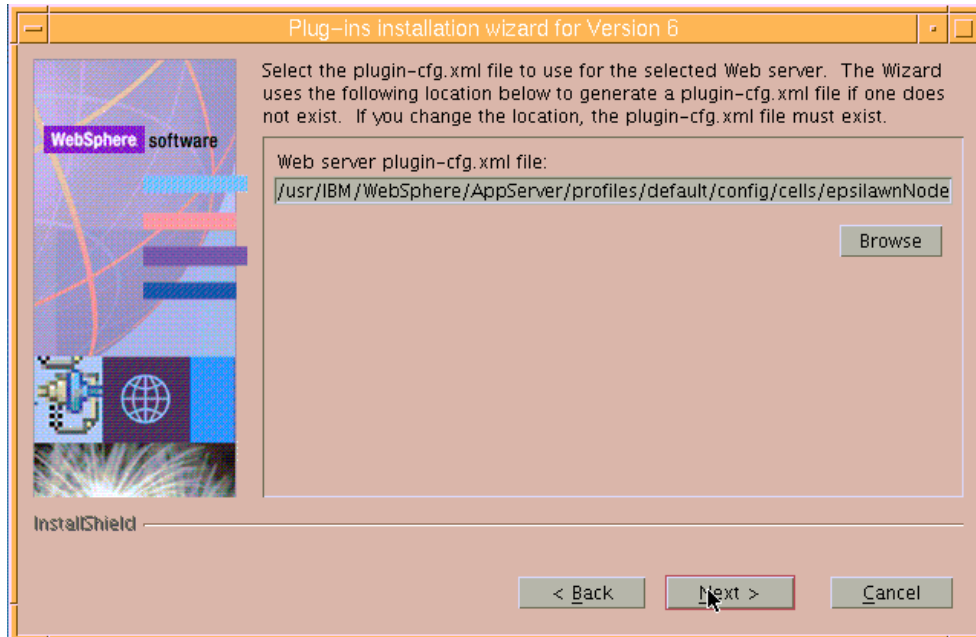 Plug-ins installation wizard for Version 6
Select the plugin-cfg.xml file to use for the selected Web server. The Wizard
uses the following location below to generate a plugin-cfg.xml file if one does
not exist. If you change the location, the plugin-cfg.xml file must exist.
WebSphere software
Web server plugin-cfg.xml file:
/usr/IBM/WebSphere/AppServer/profiles/default/config/cells/epsilawnNode
Browse
InstallShield
< Back
Next >
Cancel